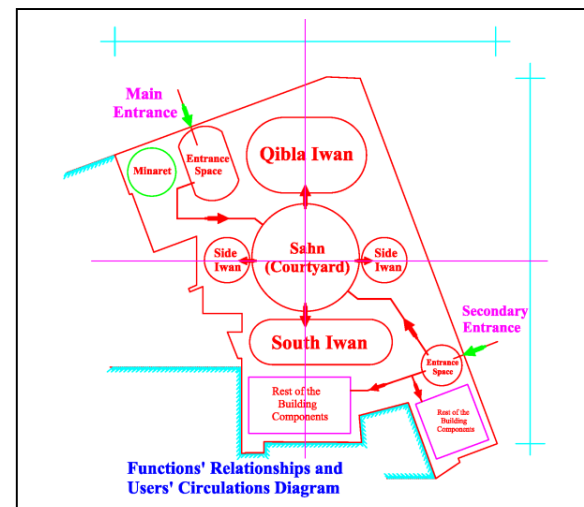 Main
Entrance
Minaret
Entrance
Space
Qibla Iwan
Side
Iwan
Sahn
(Courtyard)
Side
Iwan
Secondary
Entrance
South Iwan
Entrance
Space
Rest of the
Building
Components
Rest of the
Building
Components
Functions' Relationships and
Users' Circulations Diagram